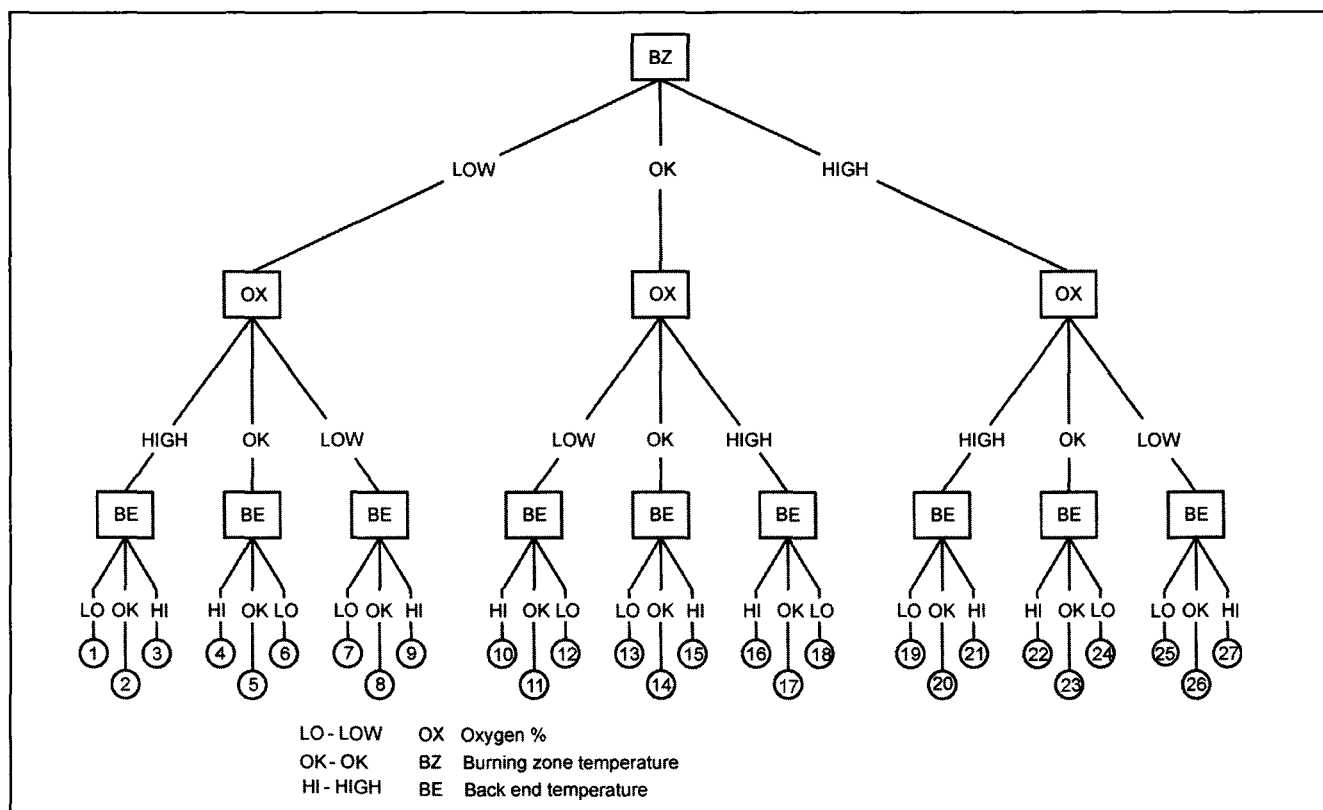 BZ
LOW OK HIGH
OX OX OX
HIGH OK LOW LOW OK HIGH HIGH OK LOW
BE BE BE BE BE BE BE BE BE
LO OK HI HI OK LO LO OK HI HI OK LO LO OK HI HI OK LO LO OK HI HI OK LO LO OK HI
1 3 4 6 7 9 10 12 13 15 16 18 19 21 22 24 25 27
2 5 8 11 14 17 20 23 26
LO - LOW OX Oxygen %
OK - OK BZ Burning zone temperature
HI - HIGH BE Back end temperature